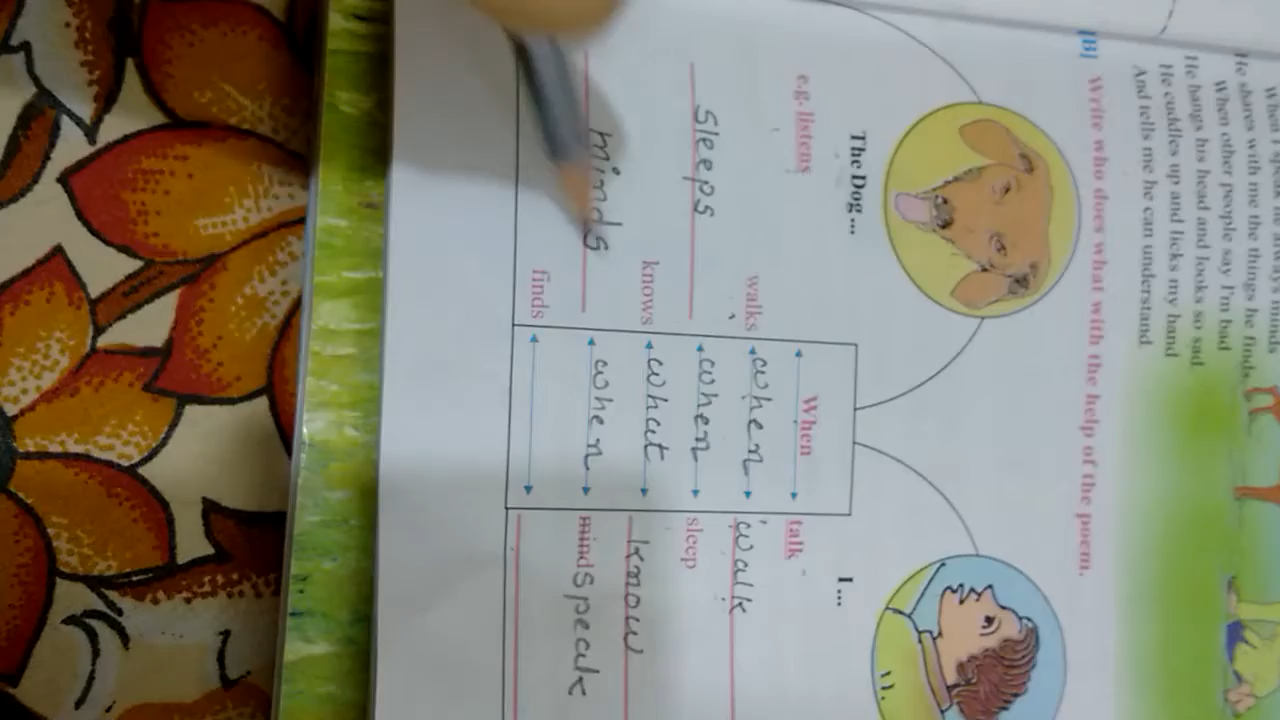 He shares with me the things he finds.
When other people say I'm bad
He hangs his head and looks so sad
He cuddles up and licks my hand
And tells me he can understand.
[B] Write who does what with the help of the poem.
The Dog... I...
e.g. listens When talk
walks when walk
sleeps when sleep
knows what know
minds when mind speak
finds